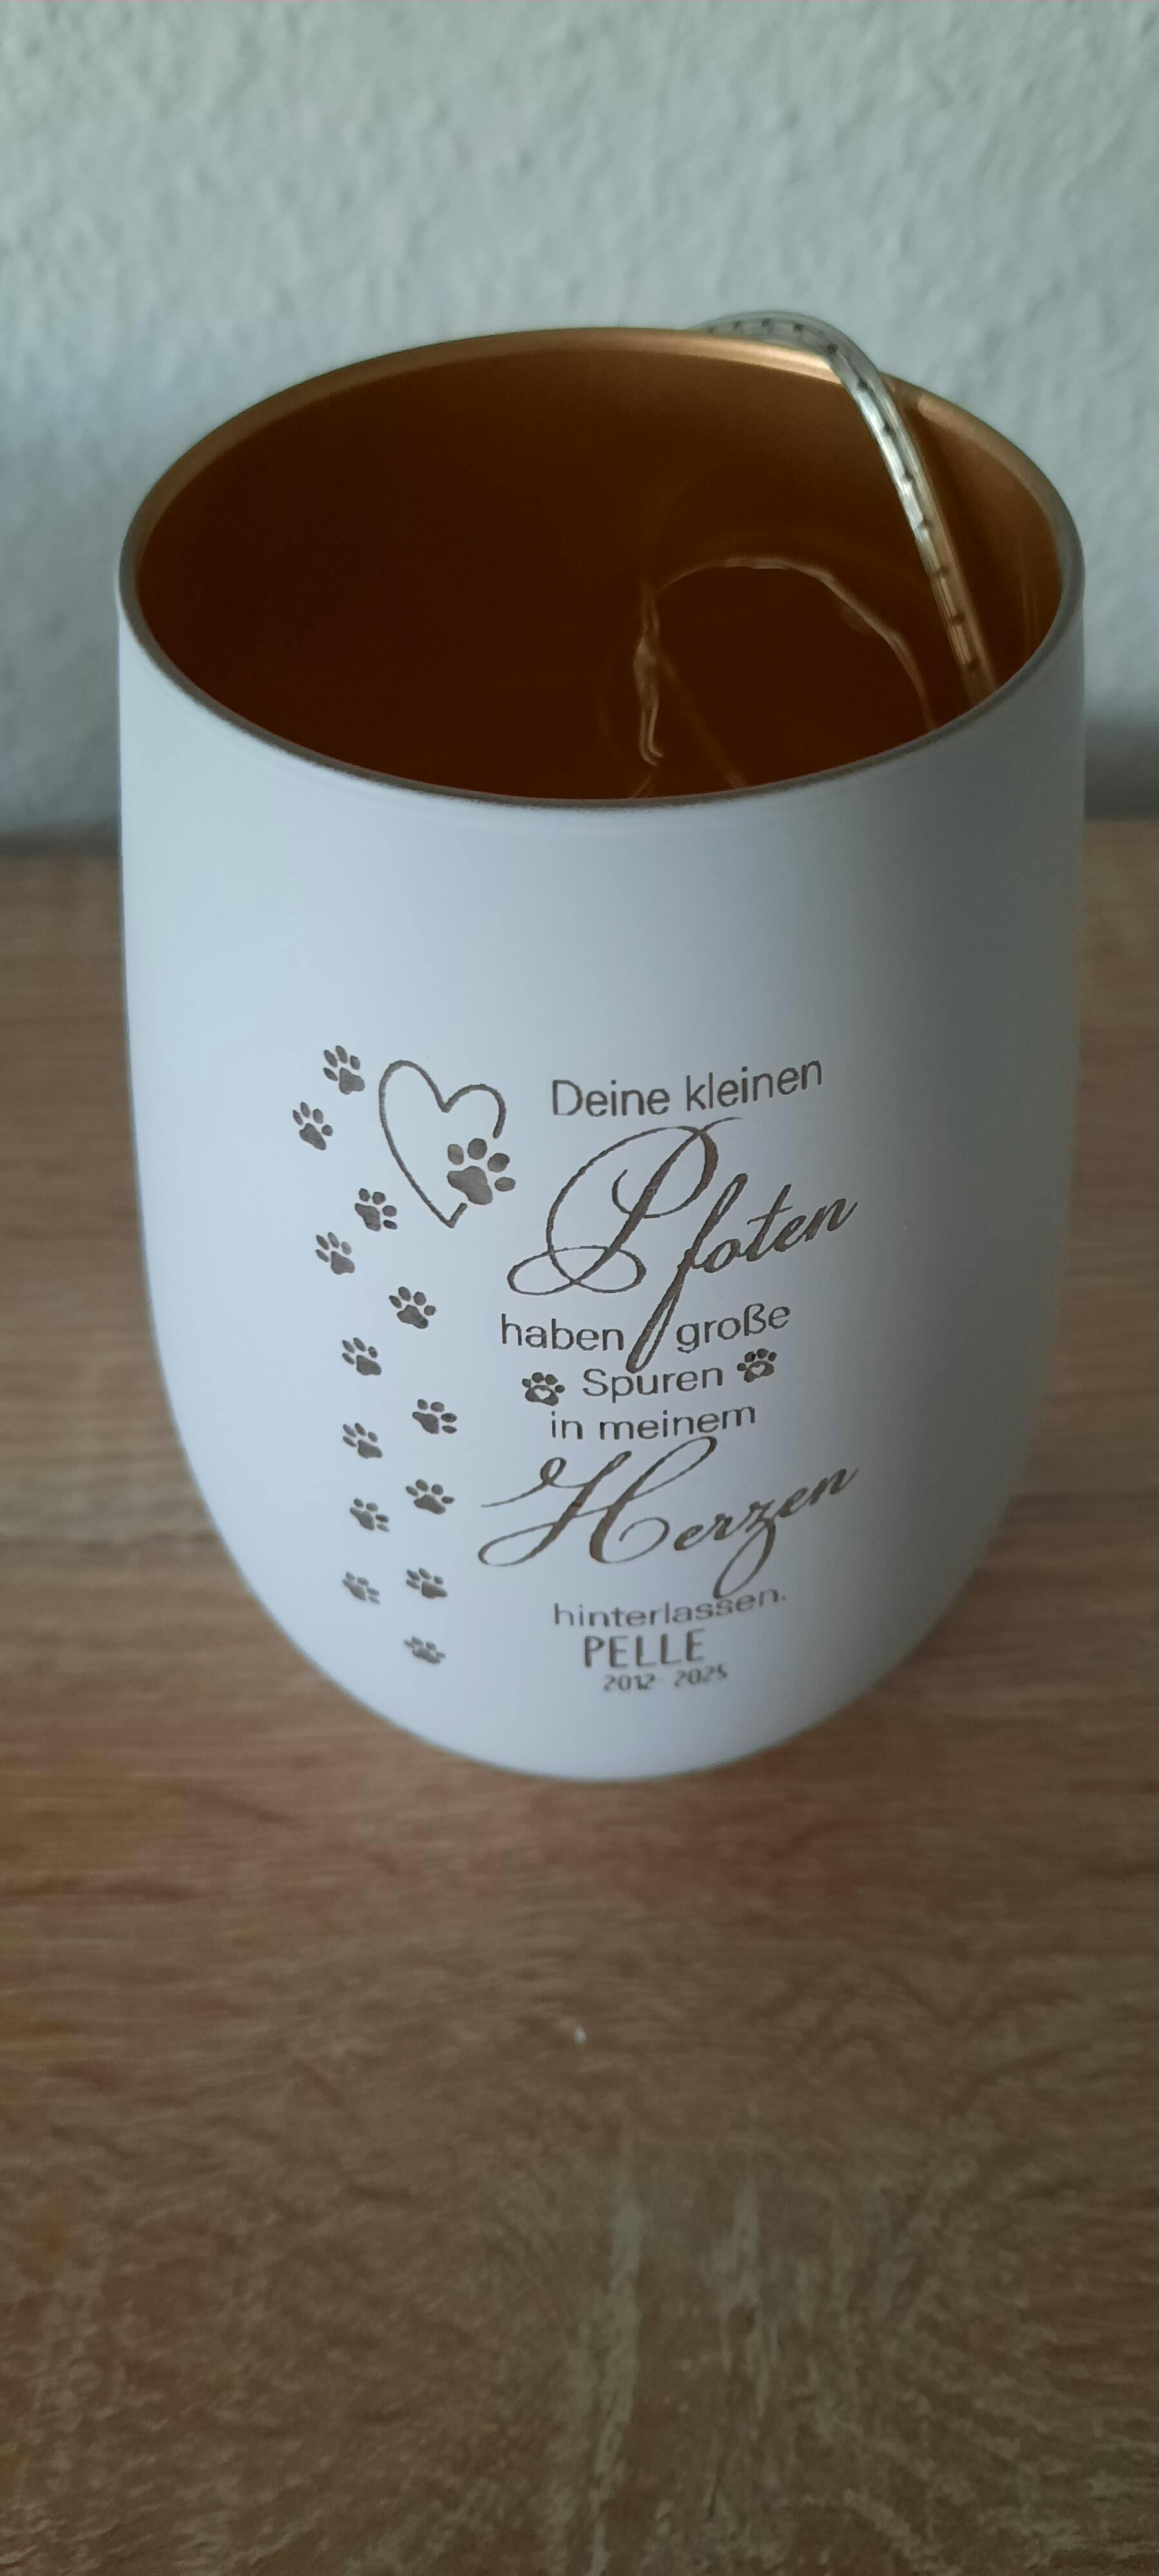 Deine kleinen
Pfoten
haben große
Spuren
in meinem
Herzen
hinterlassen.
PELLE
2012- 2025